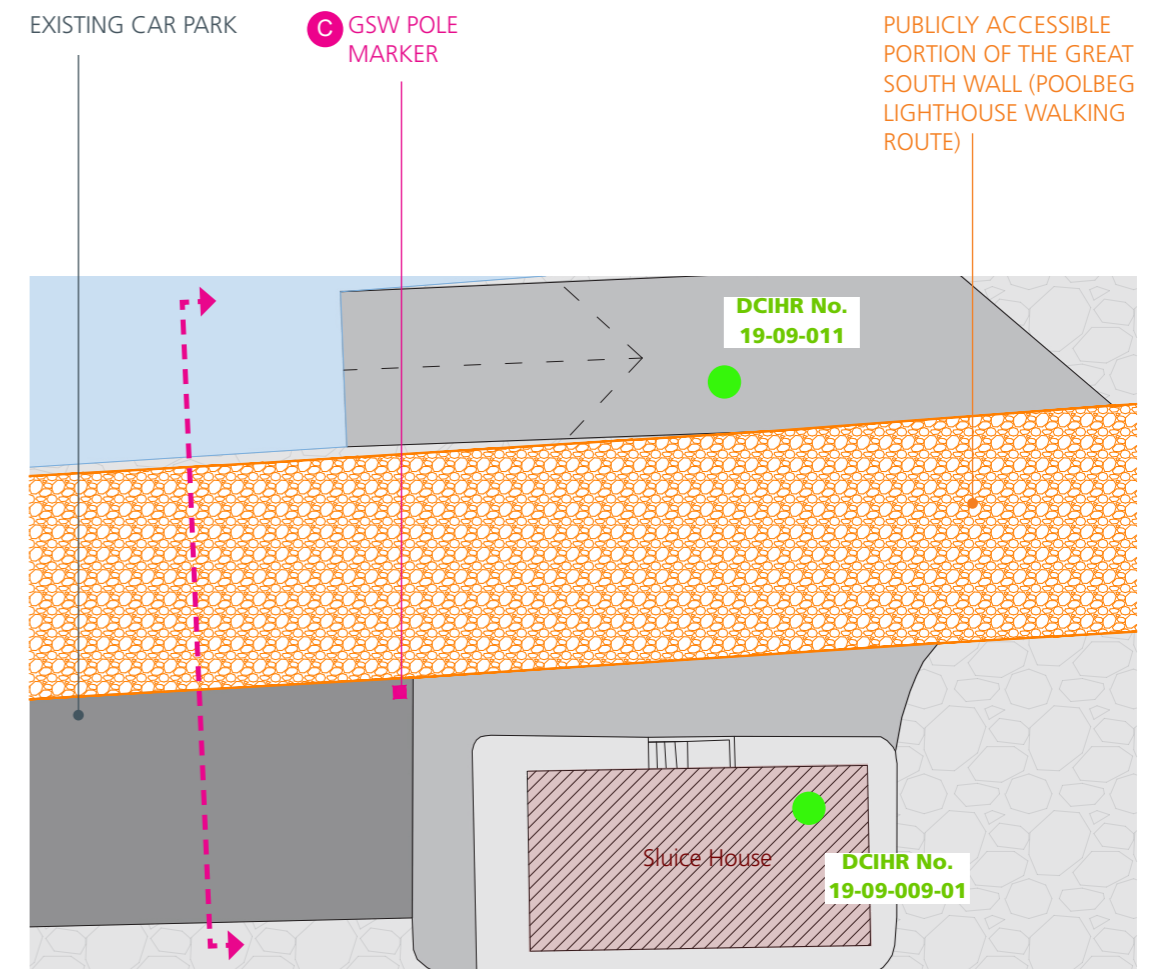 EXISTING CAR PARK
C GSW POLE
MARKER
PUBLICLY ACCESSIBLE
PORTION OF THE GREAT
SOUTH WALL (POOLBEG
LIGHTHOUSE WALKING
ROUTE)
DCIHR No.
19-09-011
Sluice House
DCIHR No.
19-09-009-01